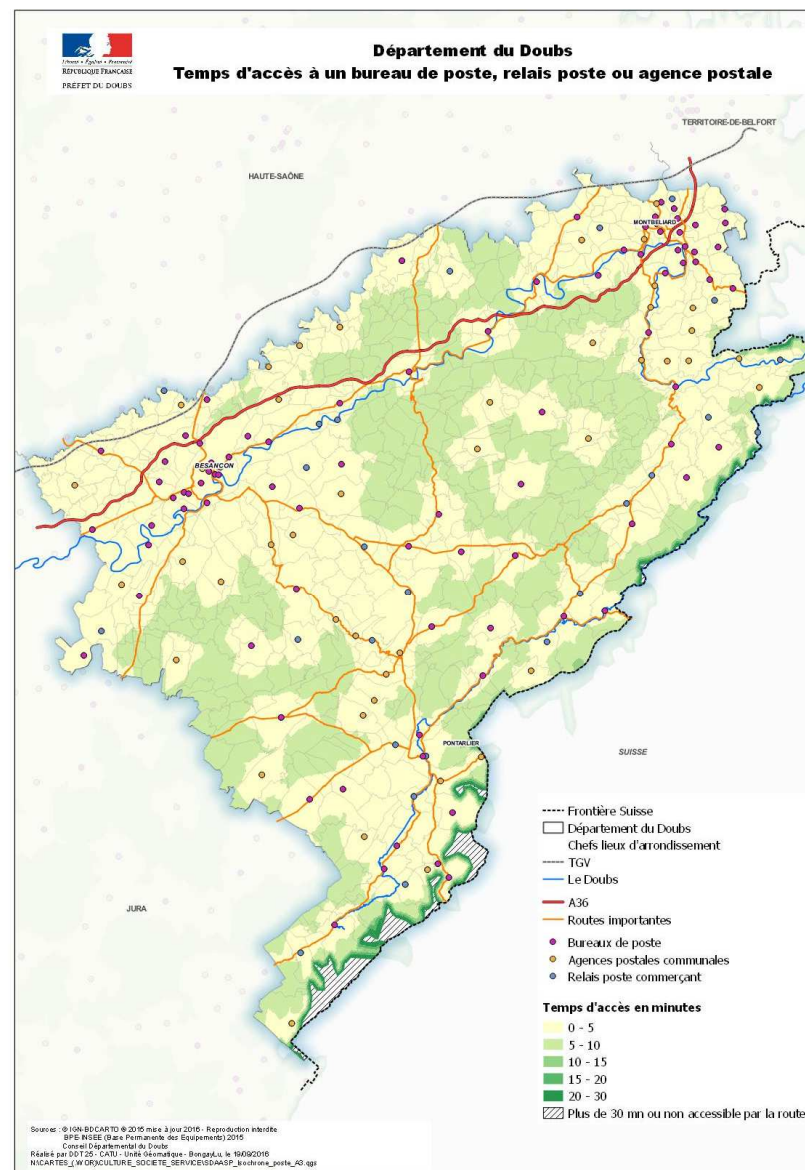 Département du Doubs
Temps d'accès à un bureau de poste, relais poste ou agence postale
Liberté • Égalité • Fraternité
RÉPUBLIQUE FRANÇAISE
PRÉFET DU DOUBS
TERRITOIRE-DE-BELFORT
HAUTE-SAÔNE
MONTBELIARD
BESANÇON
PONTARLIER
SUISSE
JURA
Frontière Suisse
Département du Doubs
Chefs lieux d'arrondissement
TGV
Le Doubs
A36
Routes importantes
Bureaux de poste
Agences postales communales
Relais poste commerçant
Temps d'accès en minutes
0 - 5
5 - 10
10 - 15
15 - 20
20 - 30
Plus de 30 mn ou non accessible par la route
Sources : © IGN-BDCARTO ® 2015 mise à jour 2016 - Reproduction interdite
BPE-INSEE (Base Permanente des Equipements) 2015
Conseil Départemental du Doubs
Réalisé par DDT25 - CATU - Unité Géomatique - BongayLu, le 19/09/2016